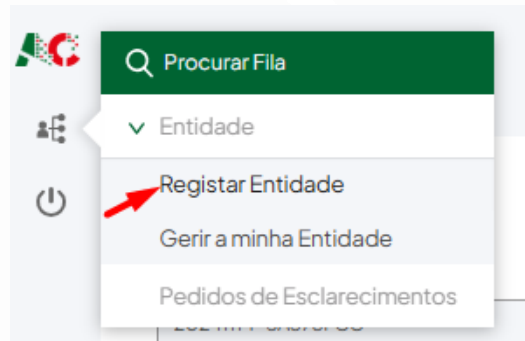 AC
Procurar Fila
Entidade
Registar Entidade
Gerir a minha Entidade
Pedidos de Esclarecimentos